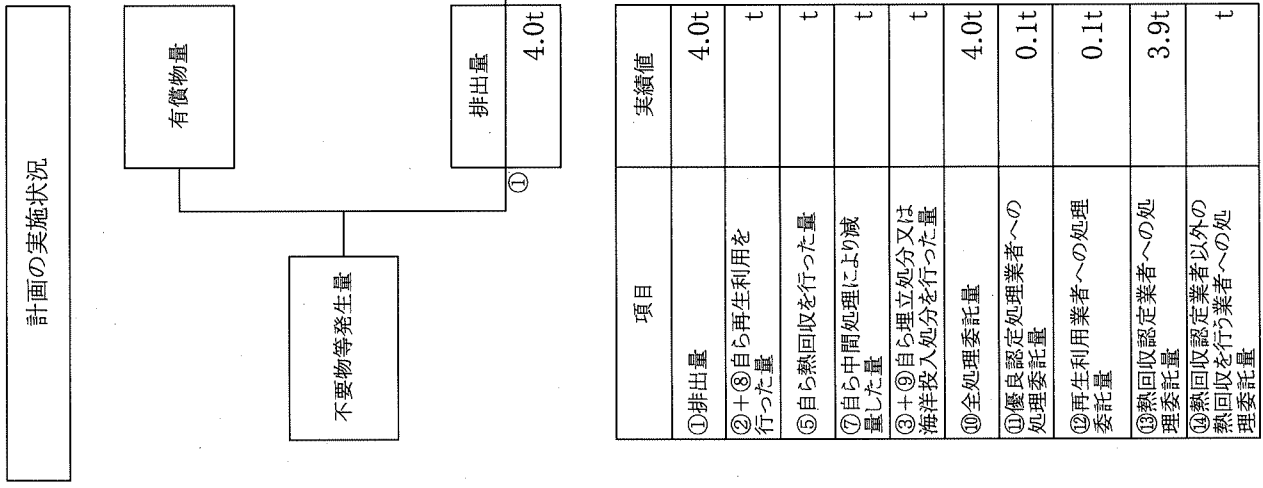 計画の実施状況
不要物等発生量
有償物量
排出量
①
4.0t
項目
実績値
①排出量
4.0t
②+⑧自ら再生利用を
行った量
t
⑤自ら熱回収を行った量
t
⑦自ら中間処理により減
量した量
t
③+⑨自ら埋立処分又は
海洋投入処分を行った量
t
⑩全処理委託量
4.0t
⑪優良認定処理業者への
処理委託量
0.1t
⑫再生利用業者への処理
委託量
0.1t
⑬熱回収認定業者への処
理委託量
3.9t
⑭熱回収認定業者以外の
熱回収を行う業者への処
理委託量
t